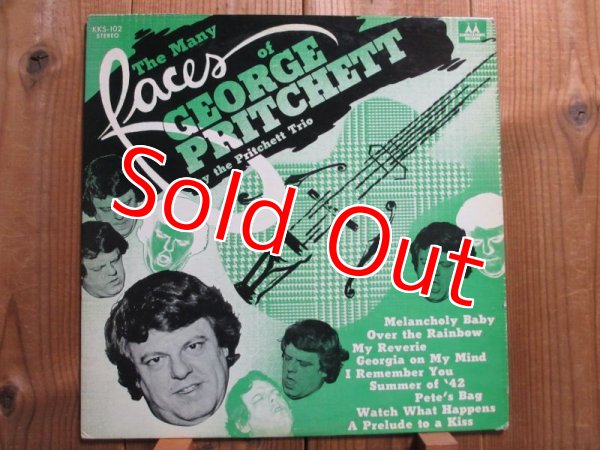 KKS-102
STEREO
The Many
faces of
GEORGE
PRITCHETT
by the Pritchett Trio
Sold Out
Melancholy Baby
Over the Rainbow
My Reverie
Georgia on My Mind
I Remember You
Summer of '42
Pete's Bag
Watch What Happens
A Prelude to a Kiss